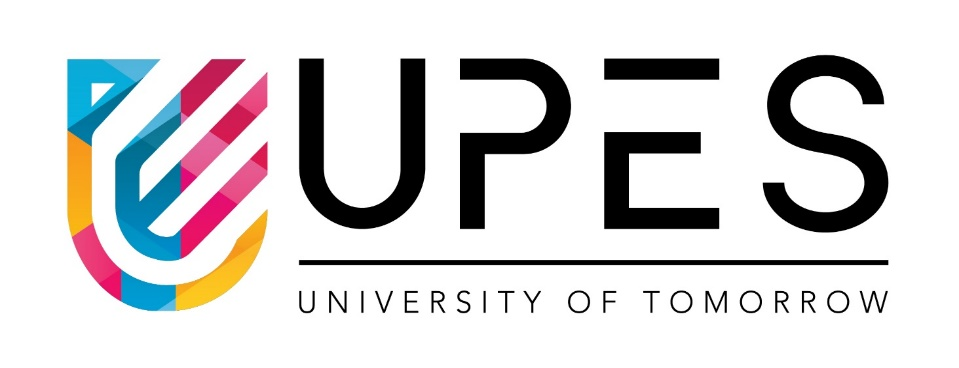 UPES
UNIVERSITY OF TOMORROW